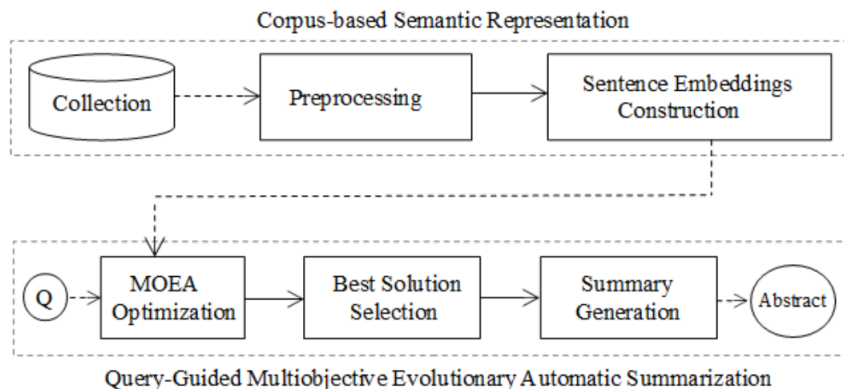 Corpus-based Semantic Representation
Collection
Preprocessing
Sentence Embeddings
Construction
Q
MOEA
Optimization
Best Solution
Selection
Summary
Generation
Abstract
Query-Guided Multiobjective Evolutionary Automatic Summarization